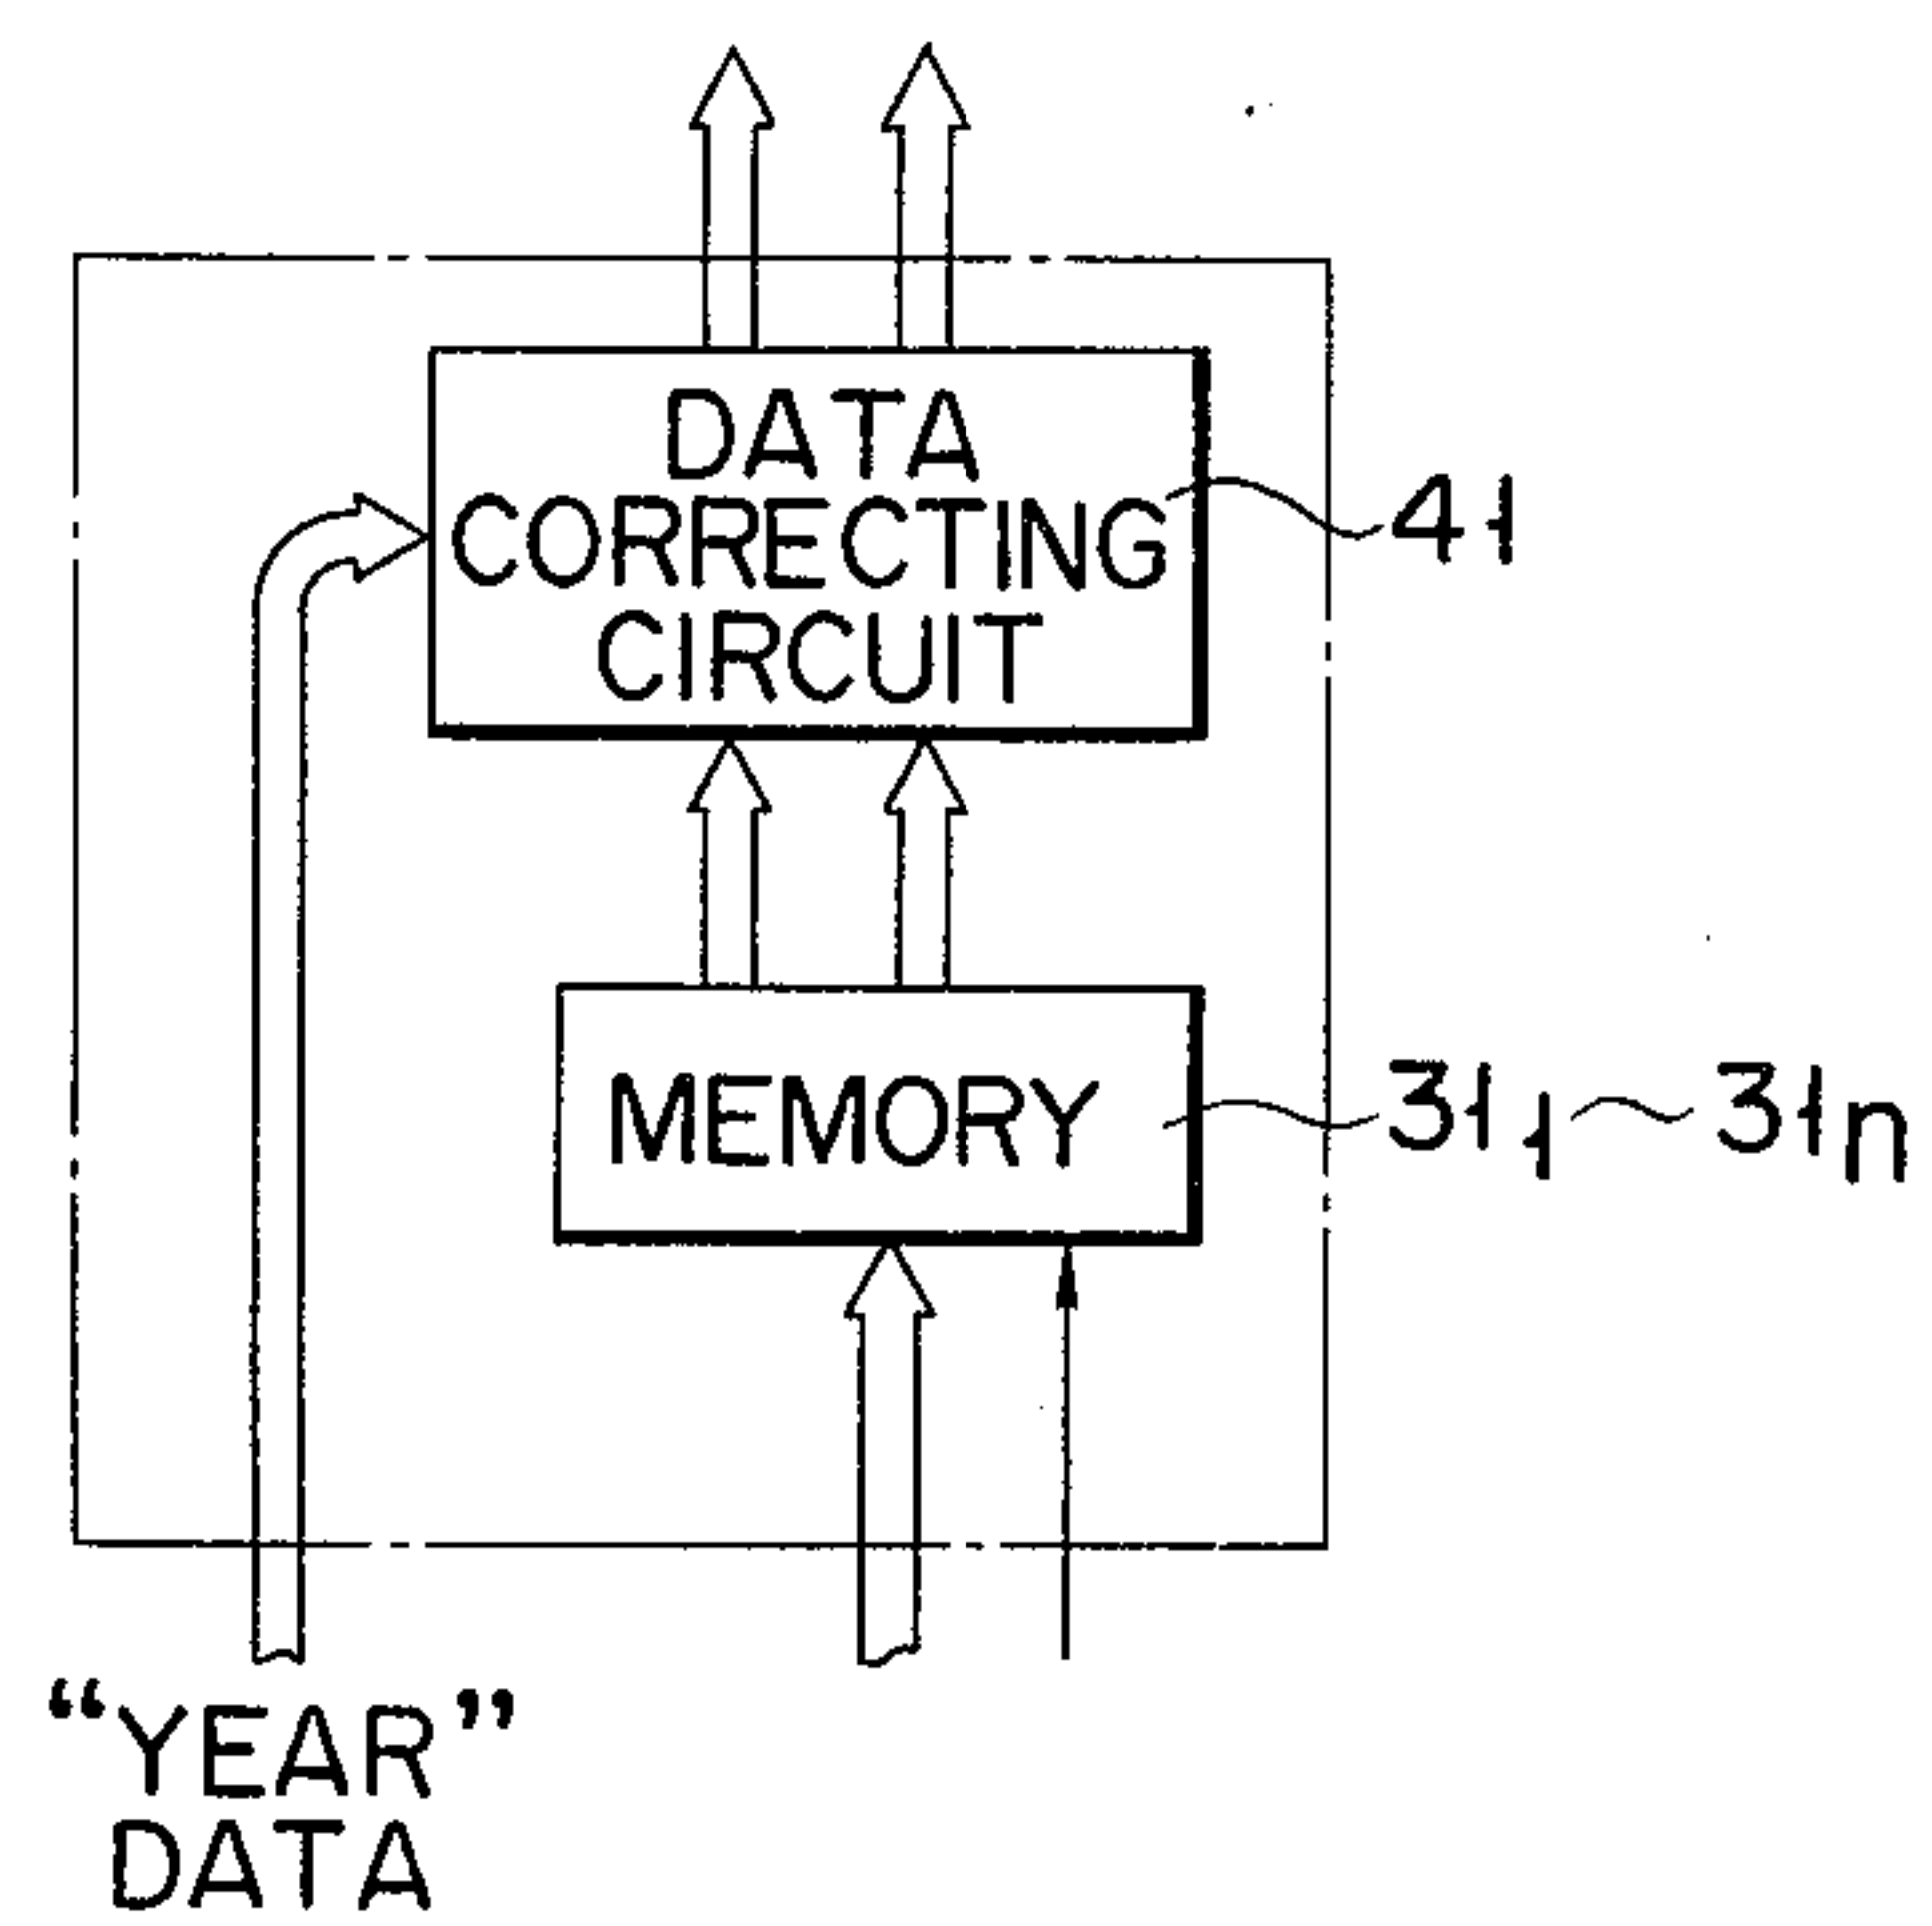 DATA
CORRECTING
CIRCUIT
41
MEMORY
31₁ ~ 31n
“YEAR”
DATA